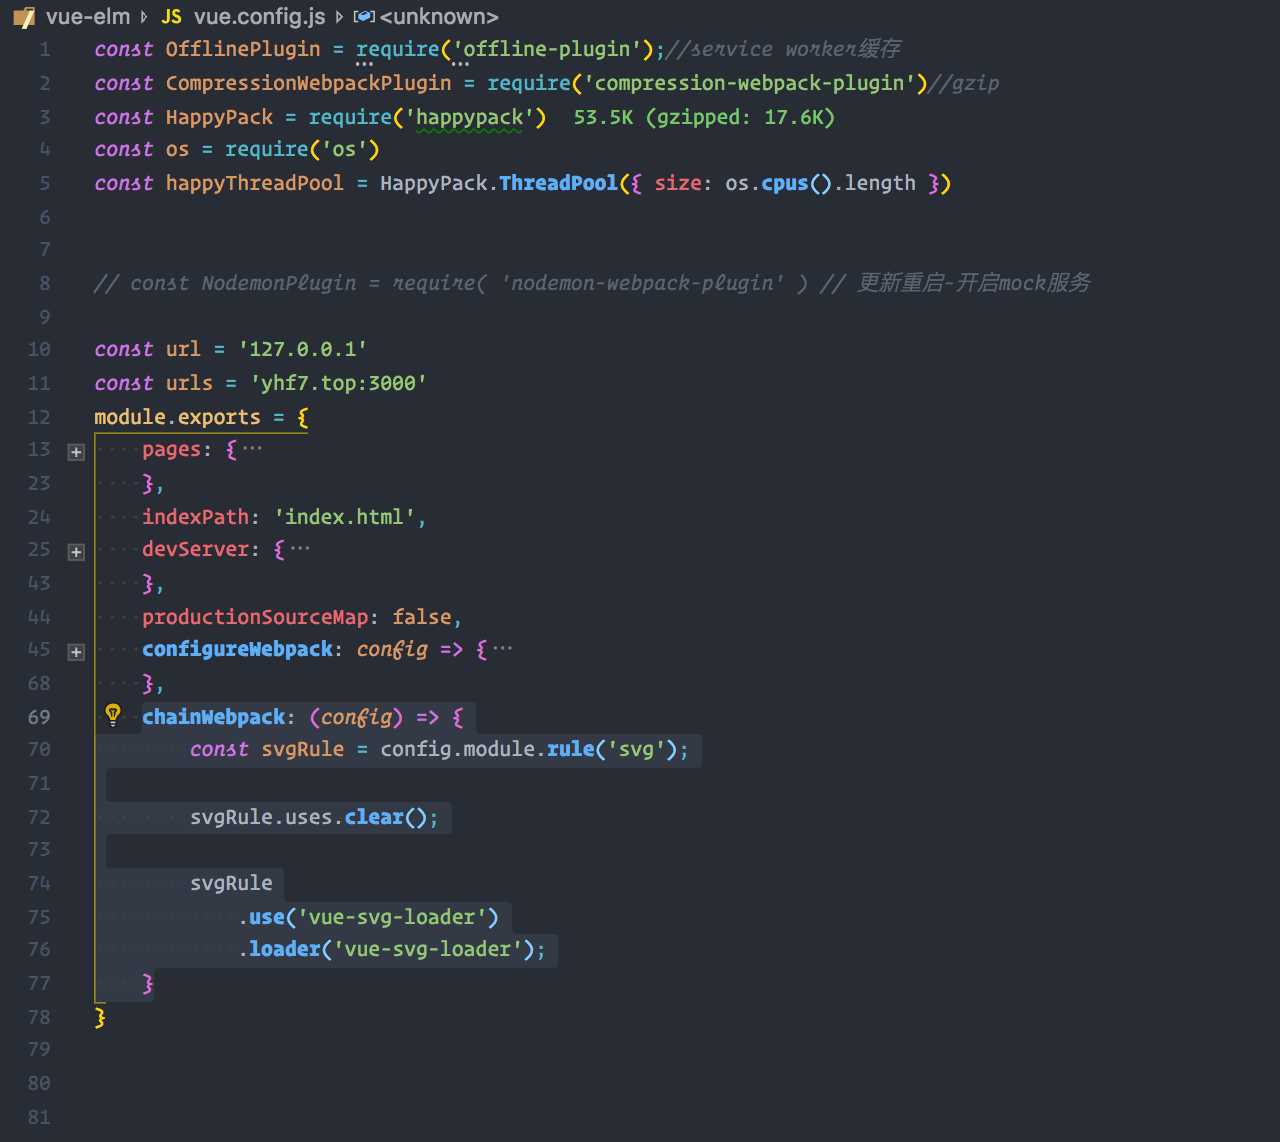 vue-elm JS vue.config.js <unknown>
1 const OfflinePlugin = require('offline-plugin');//service worker缓存
2 const CompressionWebpackPlugin = require('compression-webpack-plugin')//gzip
3 const HappyPack = require('happypack') 53.5K (gzipped: 17.6K)
4 const os = require('os')
5 const happyThreadPool = HappyPack.ThreadPool({ size: os.cpus().length })
6
7
8 // const NodemonPlugin = require( 'nodemon-webpack-plugin' ) // 更新重启-开启mock服务
9
10 const url = '127.0.0.1'
11 const urls = 'yhf7.top:3000'
12 module.exports = {
13 pages: {…
23 },
24 indexPath: 'index.html',
25 devServer: {…
43 },
44 productionSourceMap: false,
45 configureWebpack: config => {…
68 },
69 chainWebpack: (config) => {
70 const svgRule = config.module.rule('svg');
71
72 svgRule.uses.clear();
73
74 svgRule
75 .use('vue-svg-loader')
76 .loader('vue-svg-loader');
77 }
78 }
79
80
81